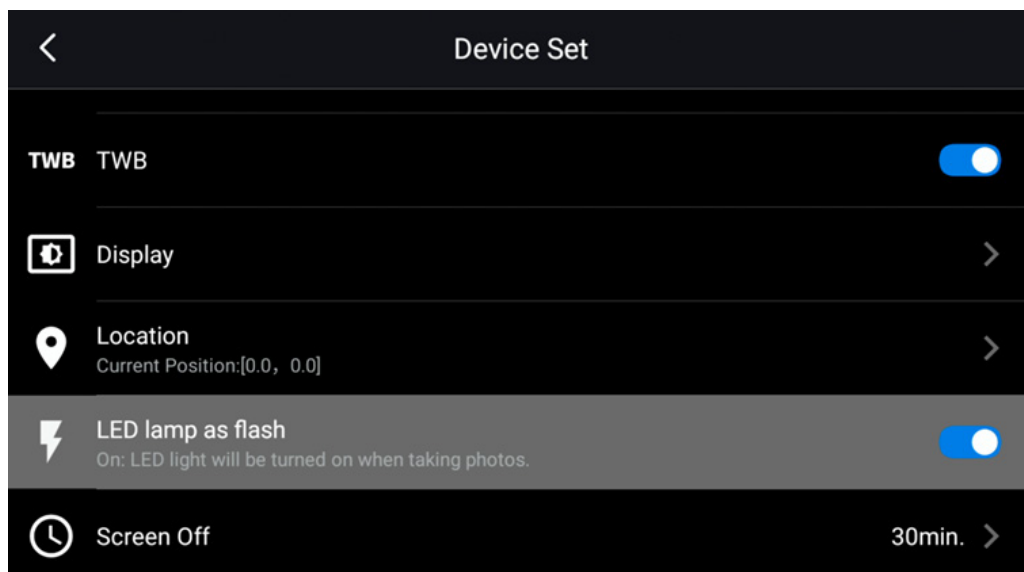 Device Set
TWB TWB
Display
Location
Current Position:[0.0，0.0]
LED lamp as flash
On: LED light will be turned on when taking photos.
Screen Off 30min.